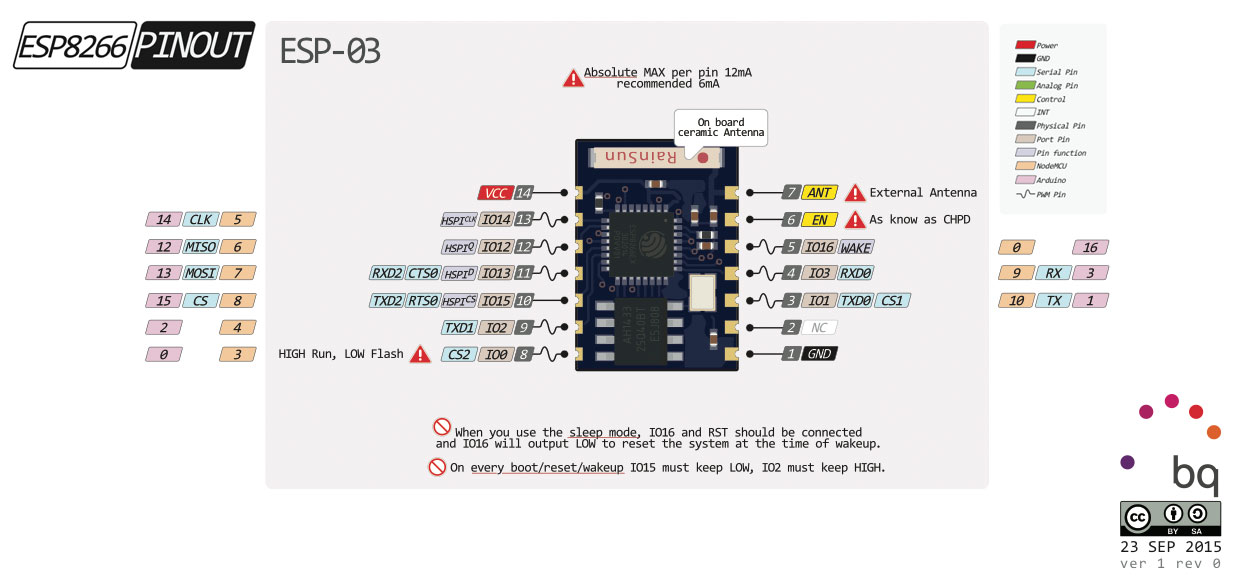 ESP8266 PINOUT
ESP-03
Absolute MAX per pin 12mA
recommended 6mA
On board
ceramic Antenna
RainSun
Power
GND
Serial Pin
Analog Pin
Control
INT
Physical Pin
Port Pin
Pin function
NodeMCU
Arduino
PWM Pin
VCC 14
14 CLK 5 HSPICLK IO14 13
12 MISO 6 HSPIQ IO12 12
13 MOSI 7 RXD2 CTS0 HSPID IO13 11
15 CS 8 TXD2 RTS0 HSPICS IO15 10
2 4 TXD1 IO2 9
0 3 HIGH Run, LOW Flash CS2 IO0 8
7 ANT External Antenna
6 EN As know as CHPD
5 IO16 WAKE 0 16
4 IO3 RXD0 9 RX 3
3 IO1 TXD0 CS1 10 TX 1
2 NC
1 GND
AH1433
25Q40BT
When you use the sleep mode, IO16 and RST should be connected
and IO16 will output LOW to reset the system at the time of wakeup.
On every boot/reset/wakeup IO15 must keep LOW, IO2 must keep HIGH.
bq
cc
BY SA
23 SEP 2015
ver 1 rev 0